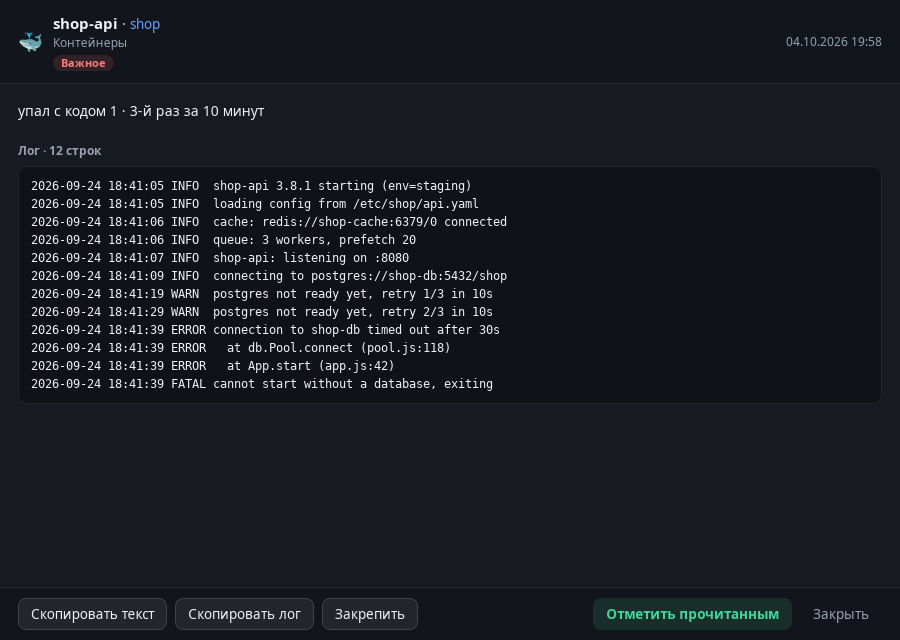 shop-api · shop
Контейнеры
Важное
04.10.2026 19:58
упал с кодом 1 · 3-й раз за 10 минут
Лог · 12 строк
2026-09-24 18:41:05 INFO  shop-api 3.8.1 starting (env=staging)
2026-09-24 18:41:05 INFO  loading config from /etc/shop/api.yaml
2026-09-24 18:41:06 INFO  cache: redis://shop-cache:6379/0 connected
2026-09-24 18:41:06 INFO  queue: 3 workers, prefetch 20
2026-09-24 18:41:07 INFO  shop-api: listening on :8080
2026-09-24 18:41:09 INFO  connecting to postgres://shop-db:5432/shop
2026-09-24 18:41:19 WARN  postgres not ready yet, retry 1/3 in 10s
2026-09-24 18:41:29 WARN  postgres not ready yet, retry 2/3 in 10s
2026-09-24 18:41:39 ERROR connection to shop-db timed out after 30s
2026-09-24 18:41:39 ERROR   at db.Pool.connect (pool.js:118)
2026-09-24 18:41:39 ERROR   at App.start (app.js:42)
2026-09-24 18:41:39 FATAL cannot start without a database, exiting
Скопировать текст
Скопировать лог
Закрепить
Отметить прочитанным
Закрыть